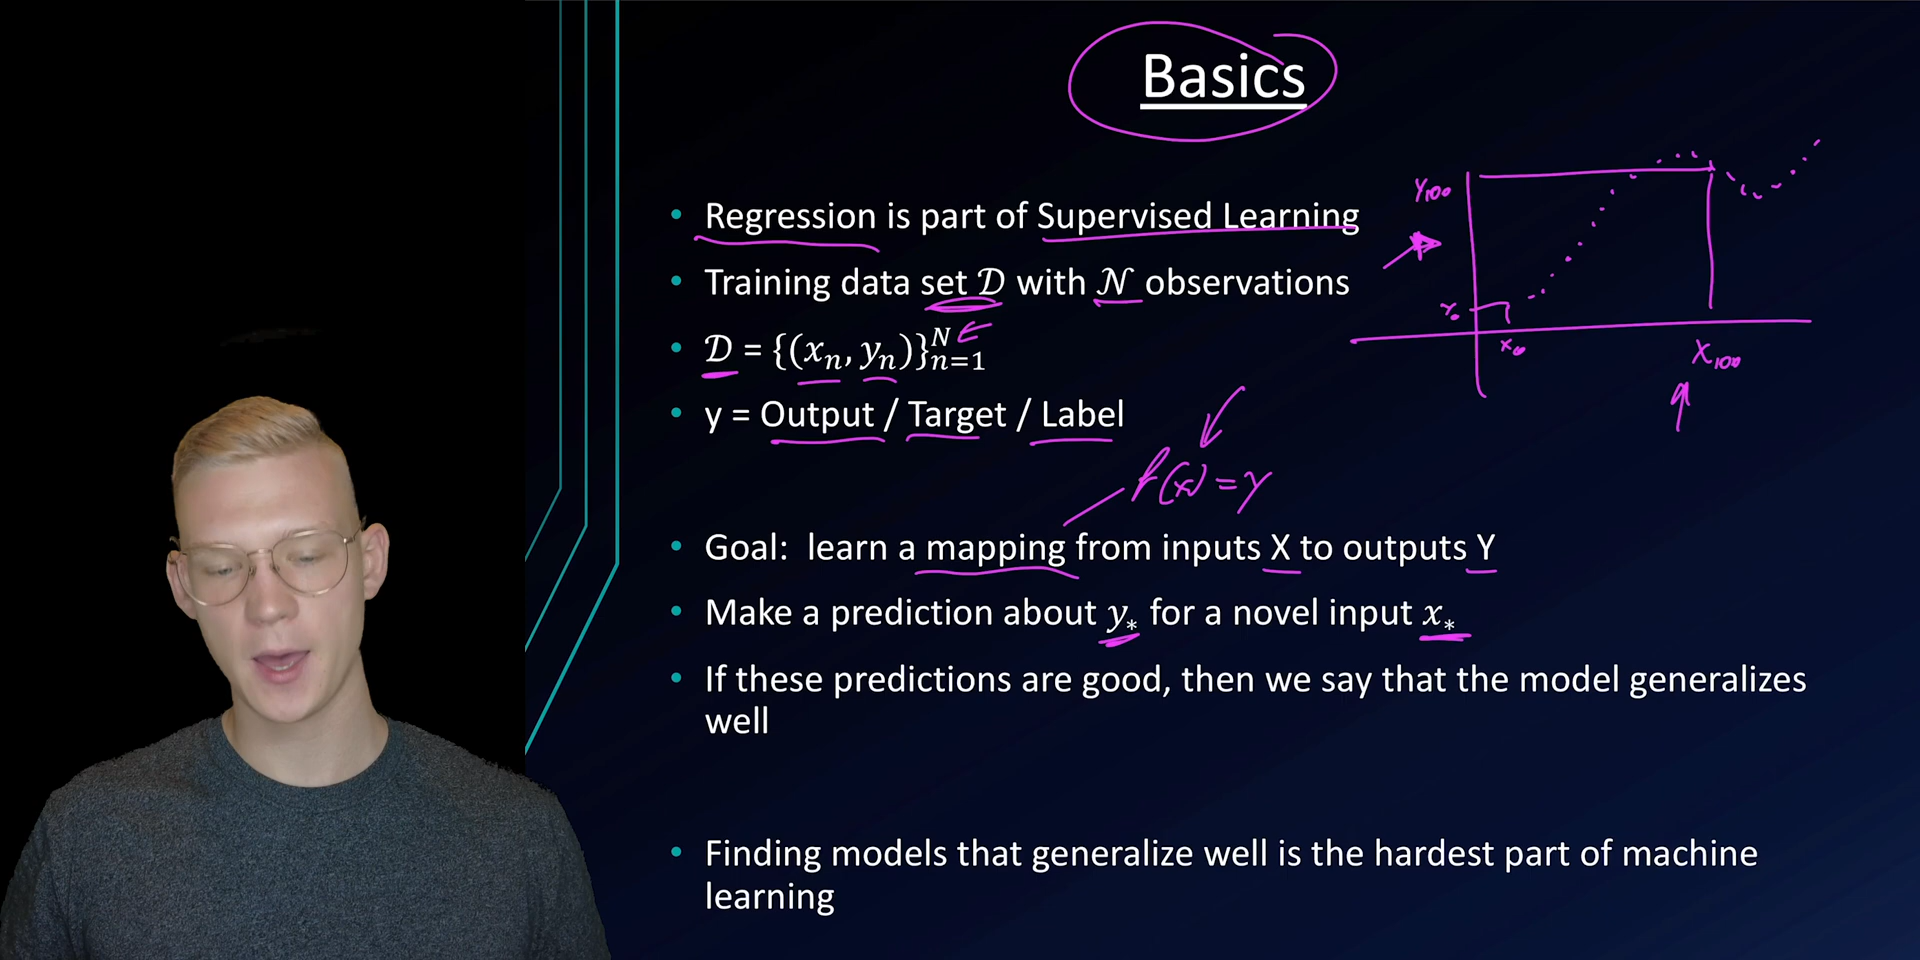 Basics
• Regression is part of Supervised Learning
• Training data set 𝒟 with 𝒩 observations
• 𝒟 = {(xₙ, yₙ)}ᴺₙ₌₁
• y = Output / Target / Label
Y₁₀₀
x₀
X₁₀₀
f(x) = y
• Goal:  learn a mapping from inputs X to outputs Y
• Make a prediction about y* for a novel input x*
• If these predictions are good, then we say that the model generalizes
well
• Finding models that generalize well is the hardest part of machine
learning